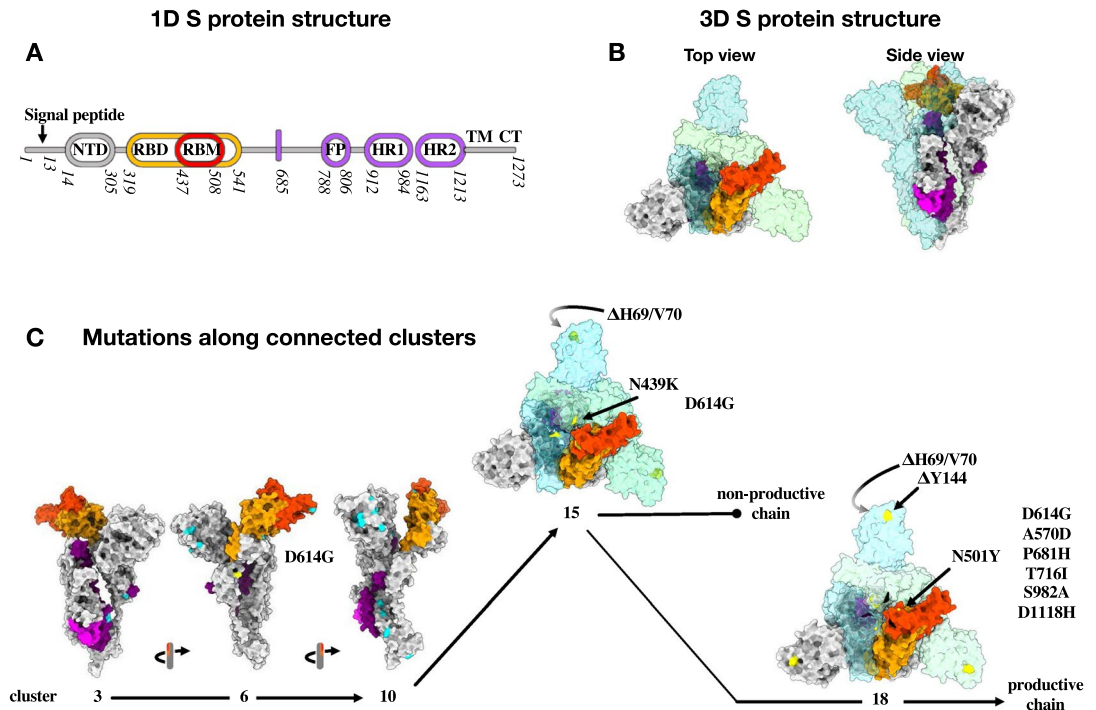 1D S protein structure
3D S protein structure
A
B
Top view
Side view
Signal peptide
NTD RBD RBM FP HR1 HR2 TM CT
1 13 14 305 319 437 508 541 685 788 806 912 984 1163 1213 1273
C Mutations along connected clusters
ΔH69/V70
N439K
D614G
ΔH69/V70
ΔY144
non-productive
chain
15
D614G
A570D
P681H
T716I
S982A
D1118H
N501Y
D614G
cluster 3 6 10
18
productive
chain